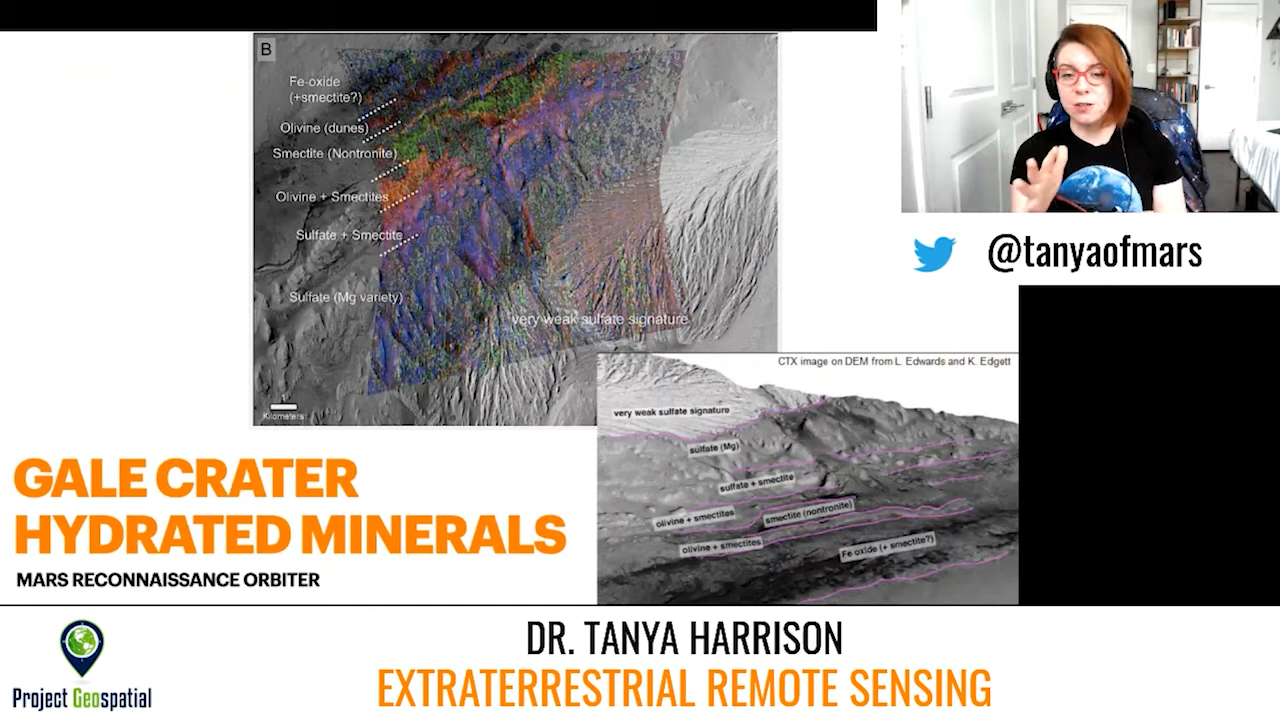 B
Fe-oxide
(+smectite?)
Olivine (dunes)
Smectite (Nontronite)
Olivine + Smectites
Sulfate + Smectite
Sulfate (Mg variety)
very weak sulfate signature
1
Kilometers
@tanyaofmars
CTX image on DEM from L. Edwards and K. Edgett
very weak sulfate signature
sulfate (Mg)
sulfate + smectite
olivine + smectites
smectite (nontronite)
olivine + smectites
Fe oxide (+ smectite?)
GALE CRATER
HYDRATED MINERALS
MARS RECONNAISSANCE ORBITER
DR. TANYA HARRISON
EXTRATERRESTRIAL REMOTE SENSING
Project Geospatial